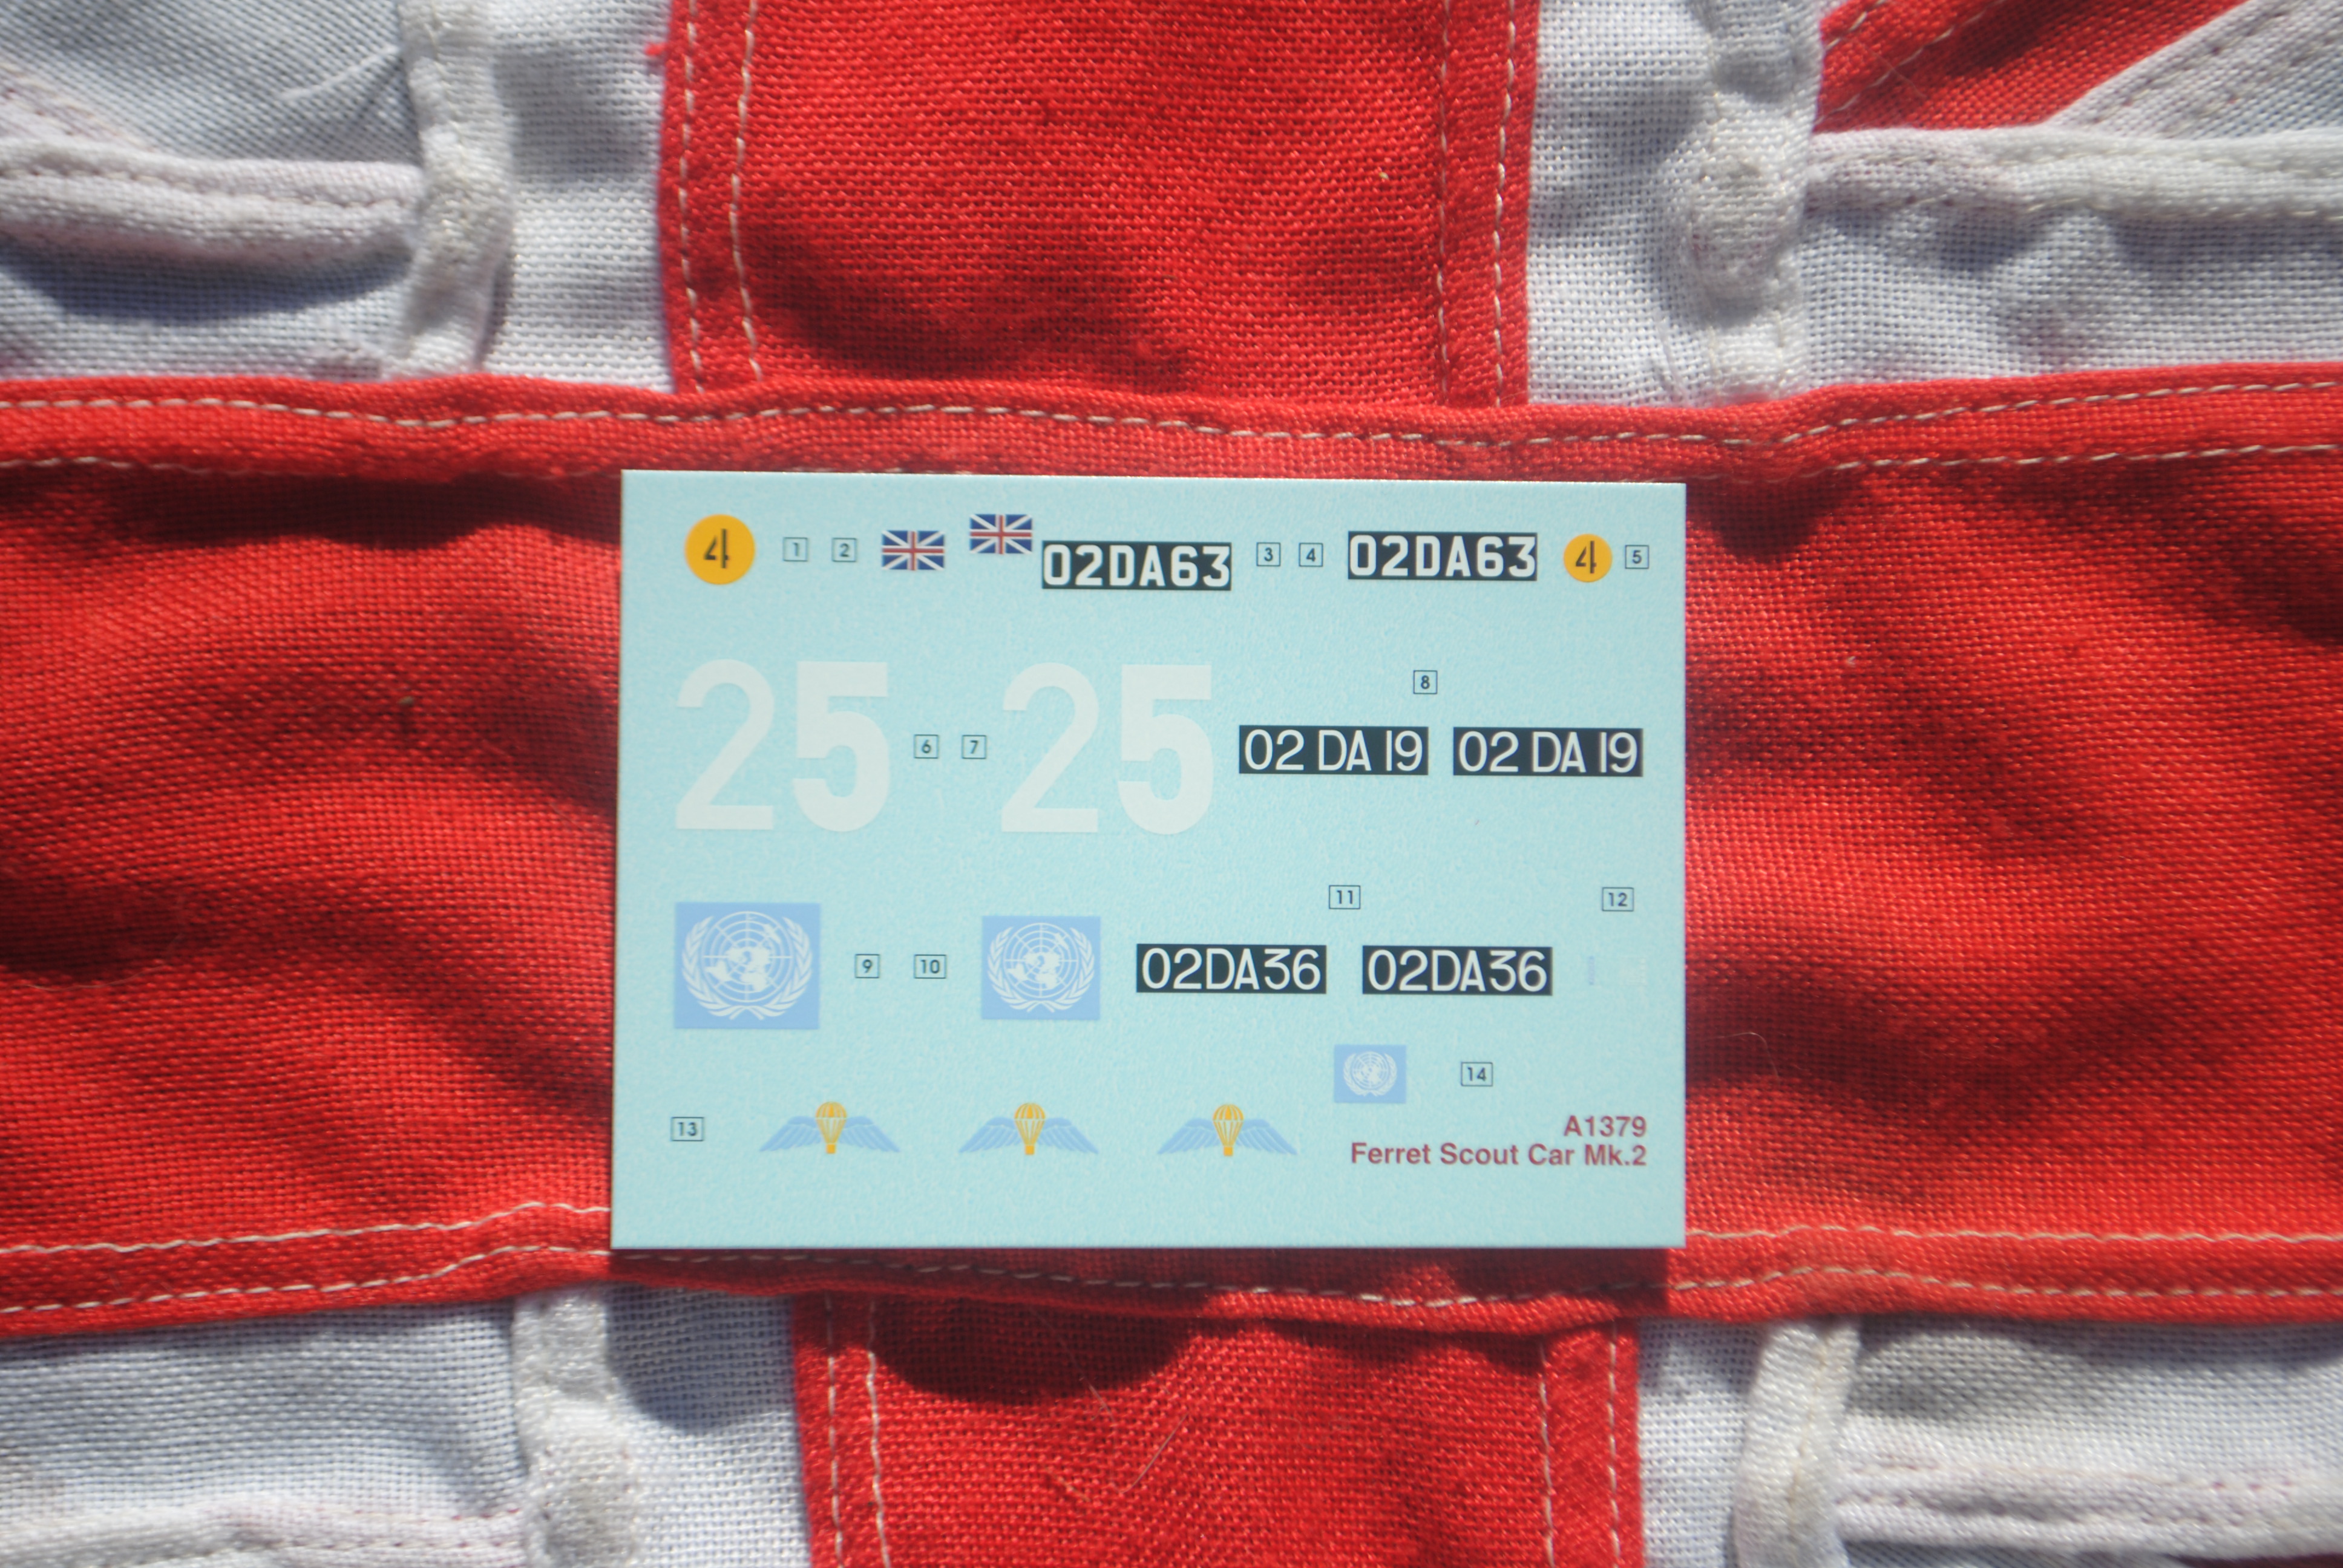 4 1 2 02DA63 3 4 02DA63 4 5
8
25 6 7 25 02 DA 19 02 DA 19
11 12
9 10 02DA36 02DA36
14
13
A1379
Ferret Scout Car Mk.2